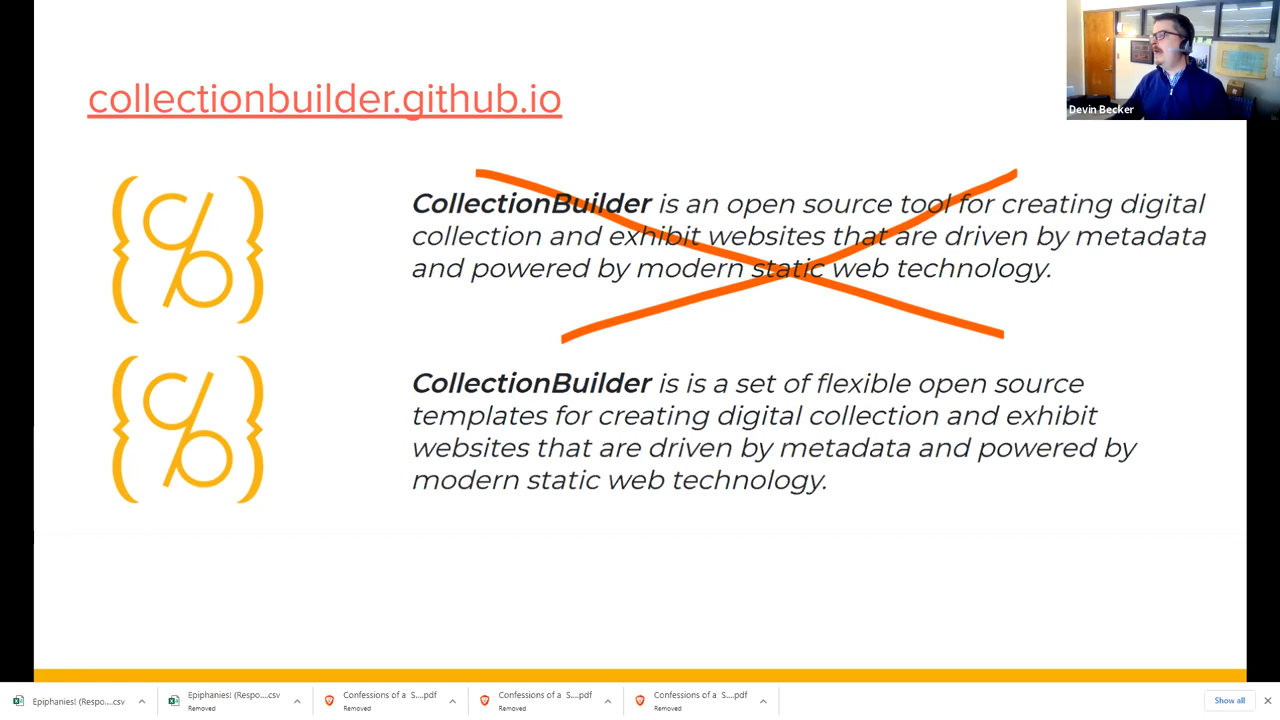 collectionbuilder.github.io
Devin Becker
CollectionBuilder is an open source tool for creating digital
collection and exhibit websites that are driven by metadata
and powered by modern static web technology.
CollectionBuilder is is a set of flexible open source
templates for creating digital collection and exhibit
websites that are driven by metadata and powered by
modern static web technology.
Epiphanies! (Respo....csv
Epiphanies! (Respo....csv
Removed
Confessions of a S....pdf
Removed
Confessions of a S....pdf
Removed
Confessions of a S....pdf
Removed
Show all